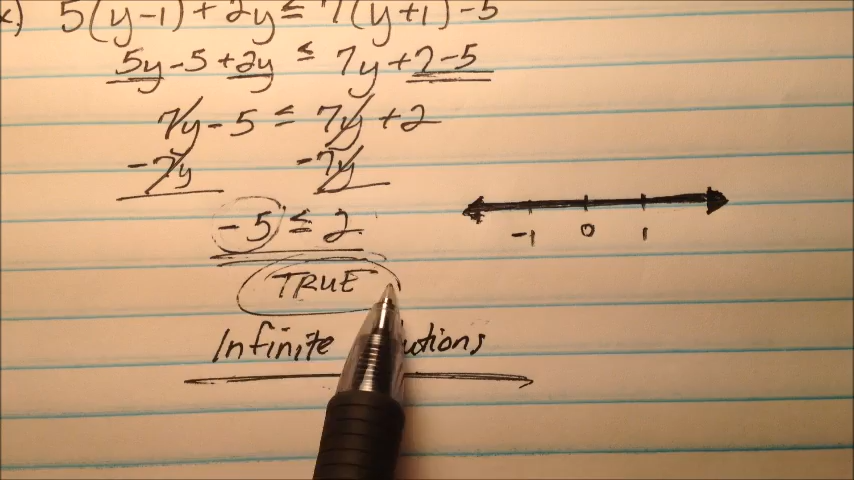 5(y-1) + 2y ≤ 7(y+1) - 5
5y - 5 + 2y ≤ 7y + 7 - 5
7y - 5 ≤ 7y + 2
-7y -7y
-5 ≤ 2
-1 0 1
TRUE
Infinite